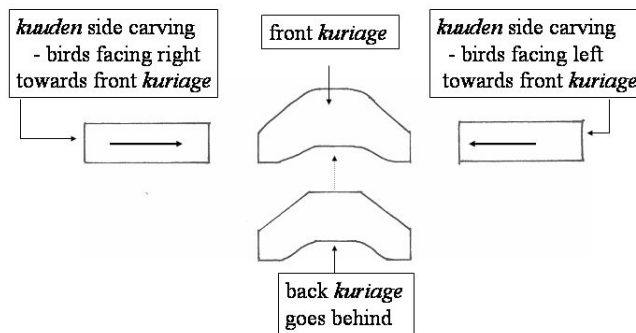 kuuden side carving
- birds facing right
towards front kuriage
front kuriage
kuuden side carving
- birds facing left
towards front kuriage
back kuriage
goes behind